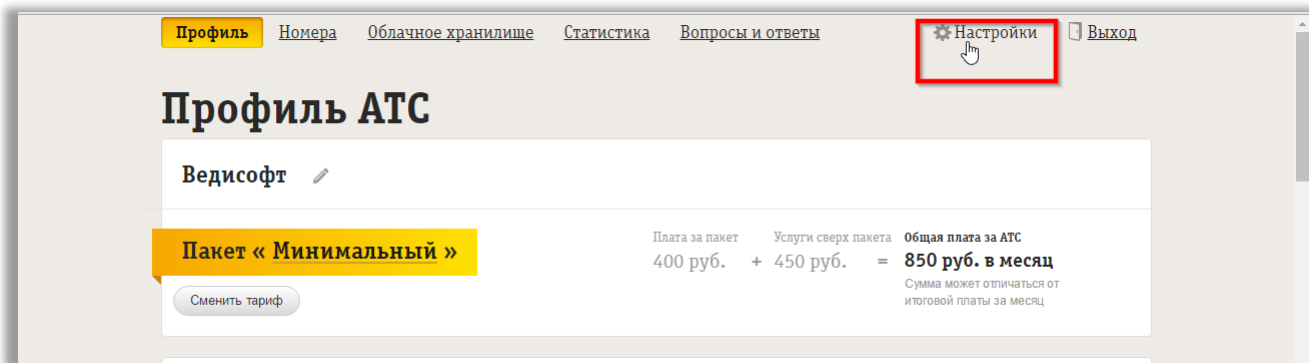 Профиль Номера Облачное хранилище Статистика Вопросы и ответы Настройки Выход
Профиль АТС
Ведисофт
Пакет « Минимальный »
Плата за пакет Услуги сверх пакета Общая плата за АТС
400 руб. + 450 руб. = 850 руб. в месяц
Сумма может отличаться от
итоговой платы за месяц
Сменить тариф